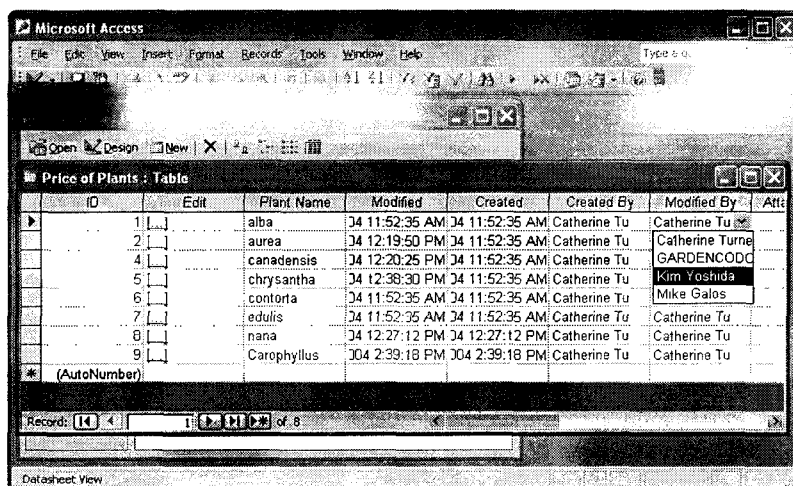 Microsoft Access
File Edit View Insert Format Records Tools Window Help
Type a q
Open Design New
Price of Plants : Table
ID Edit Plant Name Modified Created Created By Modified By Atta
1 [...] alba 04 11:52:35 AM 04 11:52:35 AM Catherine Tu Catherine Tu
2 [...] aurea 04 12:19:50 PM 04 11:52:35 AM Catherine Tu Catherine Turne
4 [...] canadensis 04 12:20:25 PM 04 11:52:35 AM Catherine Tu GARDENCODO
5 [...] chrysantha 04 12:38:30 PM 04 11:52:35 AM Catherine Tu Kim Yoshida
6 [...] contorta 04 11:52:35 AM 04 11:52:35 AM Catherine Tu Mike Galos
7 [...] edulis 04 11:52:35 AM 04 11:52:35 AM Catherine Tu Catherine Tu
8 [...] nana 04 12:27:12 PM 04 12:27:12 PM Catherine Tu Catherine Tu
9 [...] Carophyllus 004 2:39:18 PM 004 2:39:18 PM Catherine Tu Catherine Tu
(AutoNumber)
Record: 1 of 8
Datasheet View